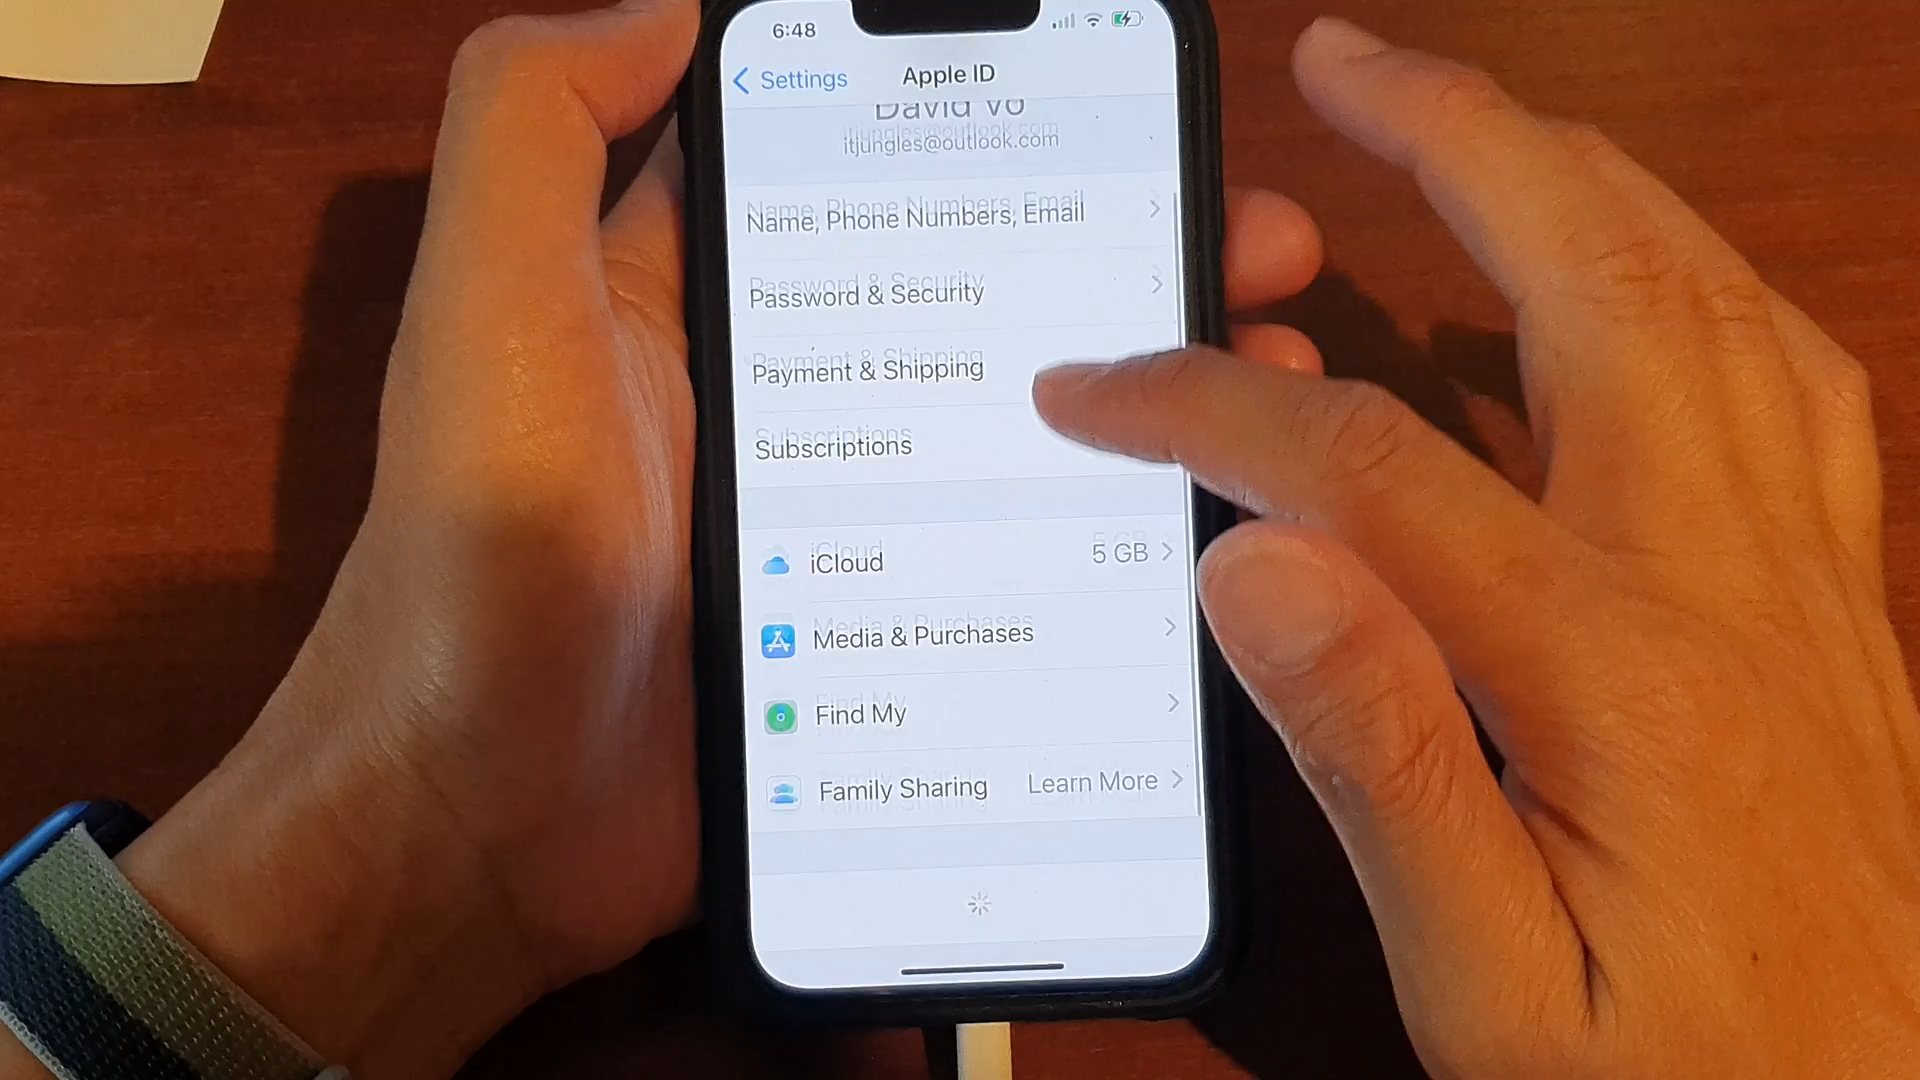 6:48
Settings
Apple ID
David Vo
itjungles@outlook.com
Name, Phone Numbers, Email
Password & Security
Payment & Shipping
Subscriptions
iCloud
5 GB
Media & Purchases
Find My
Family Sharing
Learn More